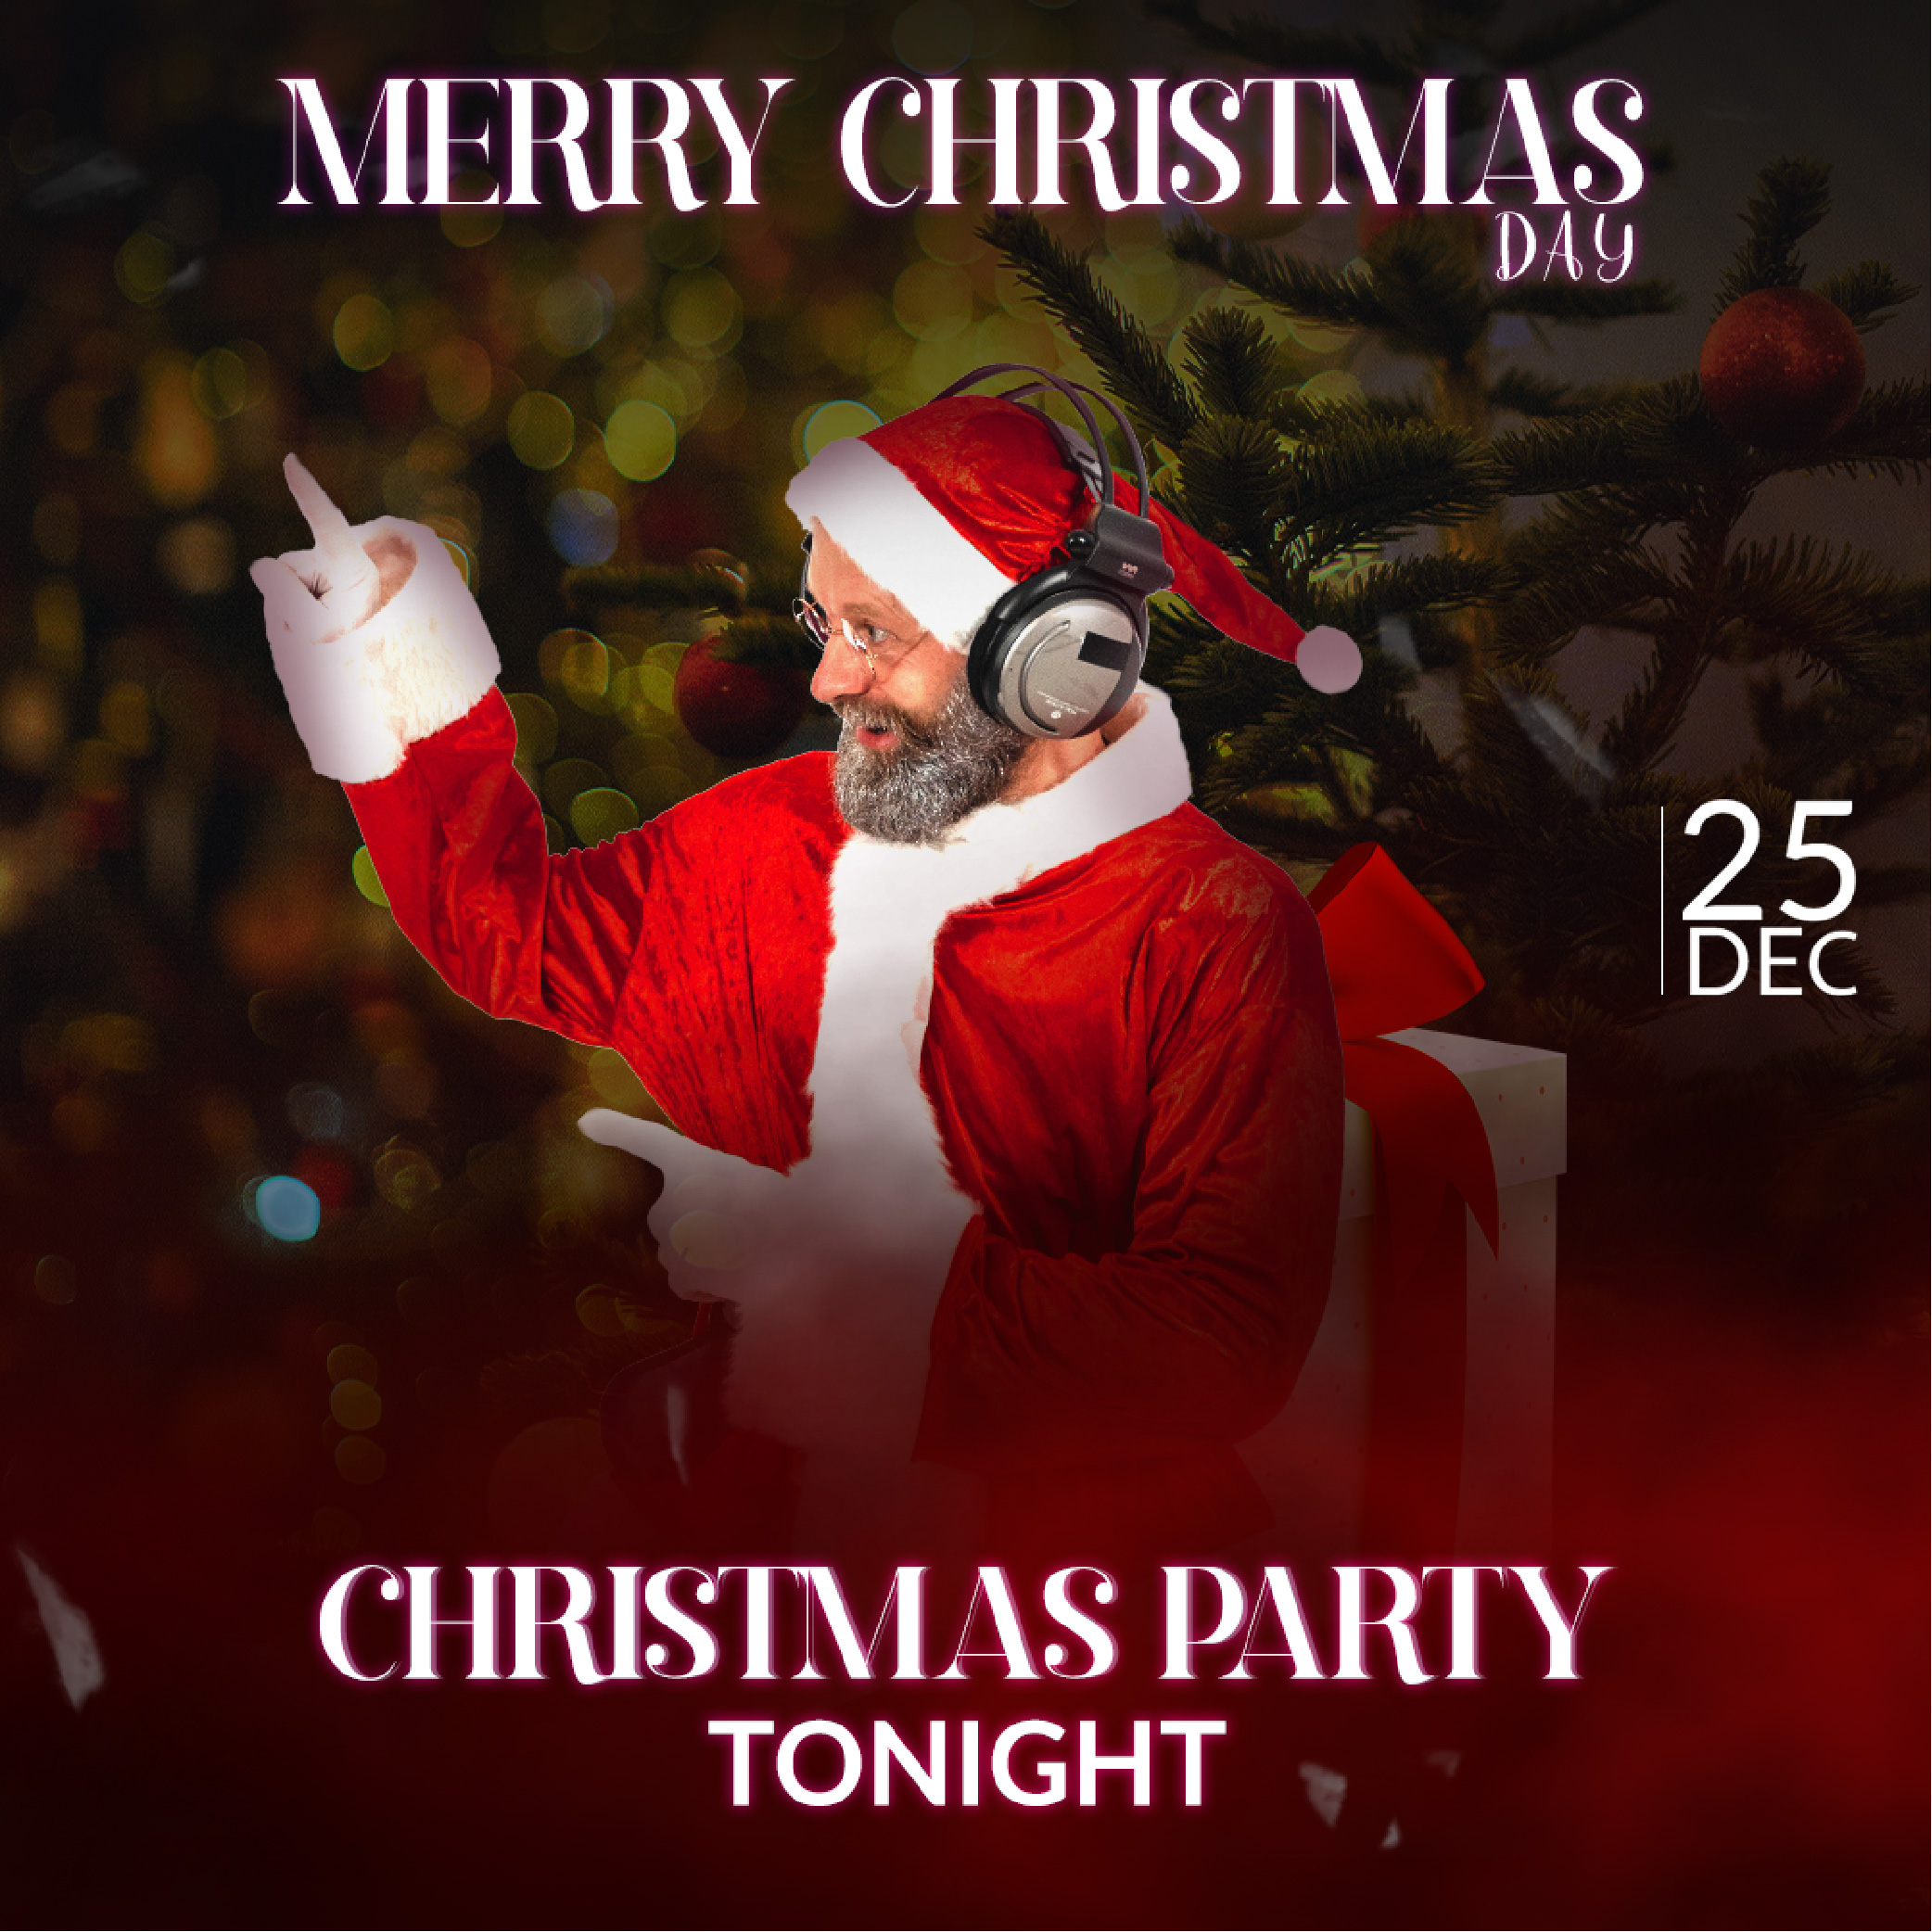 MERRY CHRISTMAS
DAY
25
DEC
CHRISTMAS PARTY
TONIGHT